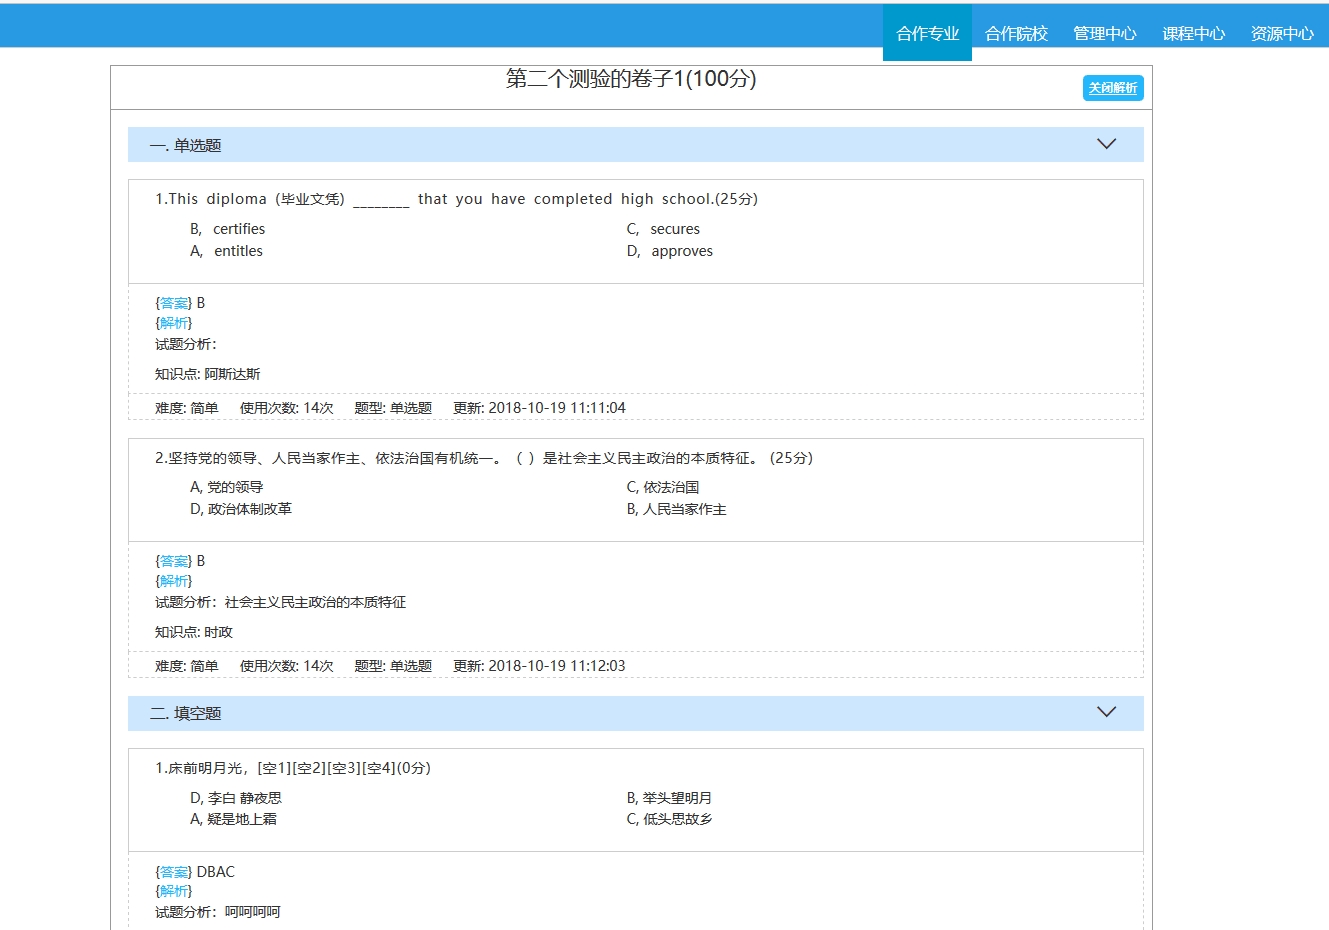 合作专业 合作院校 管理中心 课程中心 资源中心
第二个测验的卷子1(100分)
关闭解析
一. 单选题
1.This diploma (毕业文凭) ________ that you have completed high school.(25分)
B, certifies C, secures
A, entitles D, approves
{答案} B
{解析}
试题分析：
知识点: 阿斯达斯
难度: 简单 使用次数: 14次 题型: 单选题 更新: 2018-10-19 11:11:04
2.坚持党的领导、人民当家作主、依法治国有机统一。（ ）是社会主义民主政治的本质特征。 (25分)
A, 党的领导 C, 依法治国
D, 政治体制改革 B, 人民当家作主
{答案} B
{解析}
试题分析：社会主义民主政治的本质特征
知识点: 时政
难度: 简单 使用次数: 14次 题型: 单选题 更新: 2018-10-19 11:12:03
二. 填空题
1.床前明月光，[空1][空2][空3][空4](0分)
D, 李白 静夜思 B, 举头望明月
A, 疑是地上霜 C, 低头思故乡
{答案} DBAC
{解析}
试题分析：呵呵呵呵